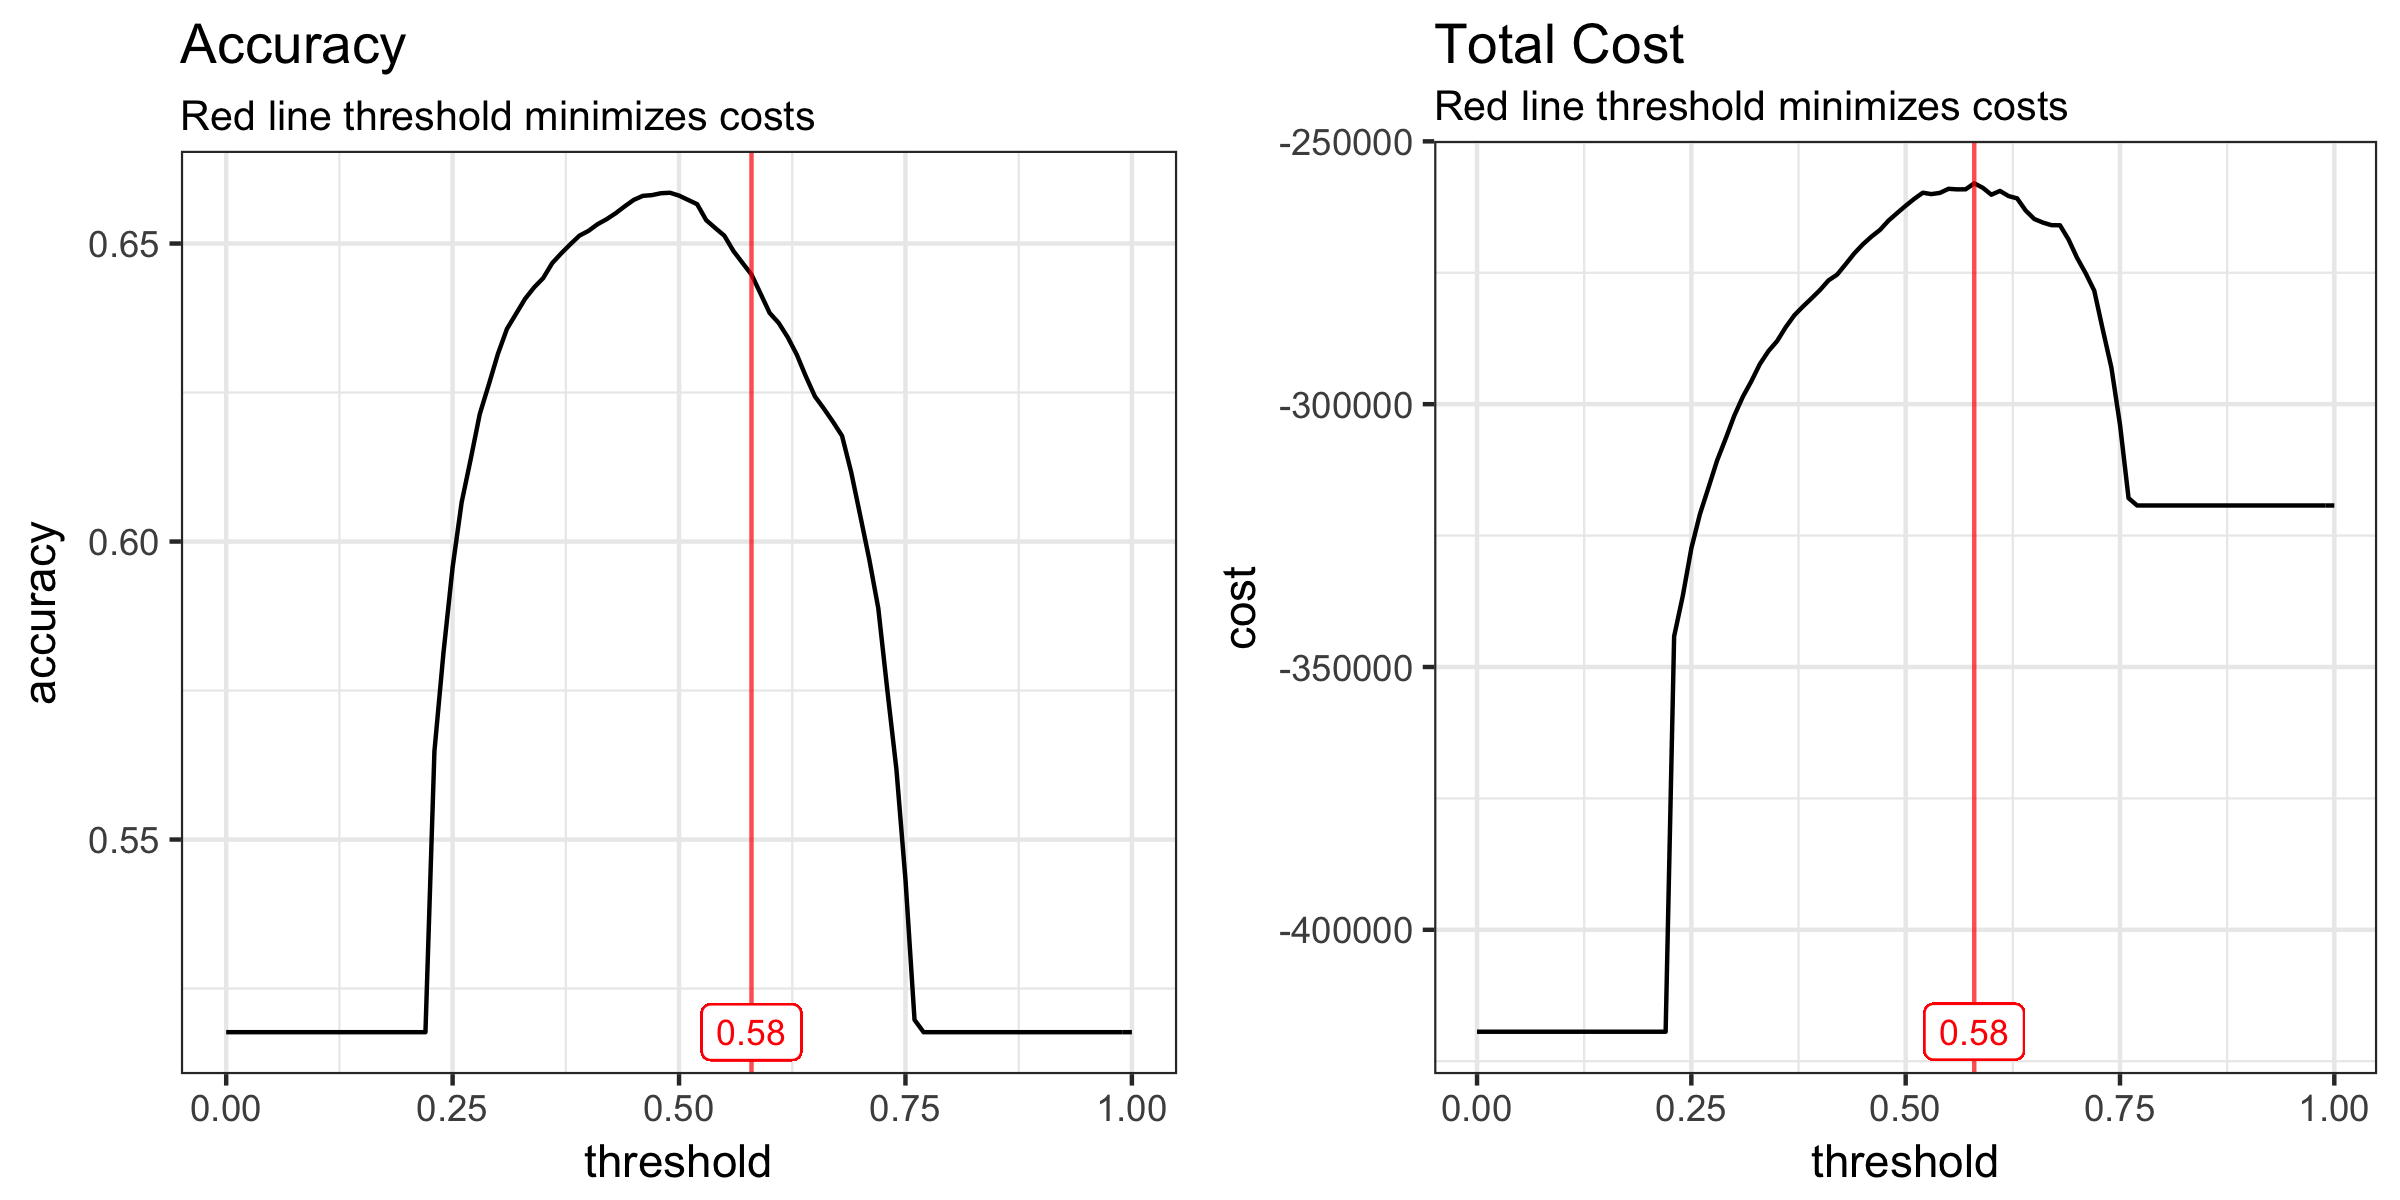 Accuracy
Red line threshold minimizes costs
accuracy
0.65
0.60
0.55
0.58
0.00 0.25 0.50 0.75 1.00
threshold
Total Cost
Red line threshold minimizes costs
cost
-250000
-300000
-350000
-400000
0.58
0.00 0.25 0.50 0.75 1.00
threshold